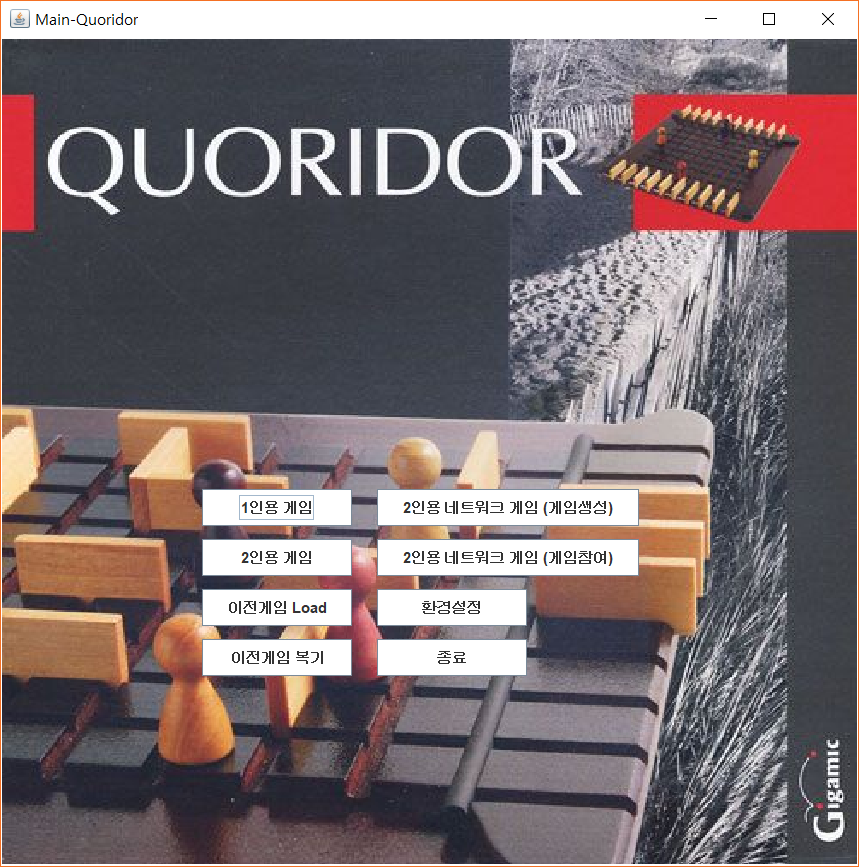 Main-Quoridor
QUORIDOR
1인용 게임
2인용 네트워크 게임 (게임생성)
2인용 게임
2인용 네트워크 게임 (게임참여)
이전게임 Load
환경설정
이전게임 복기
종료
Gigamic